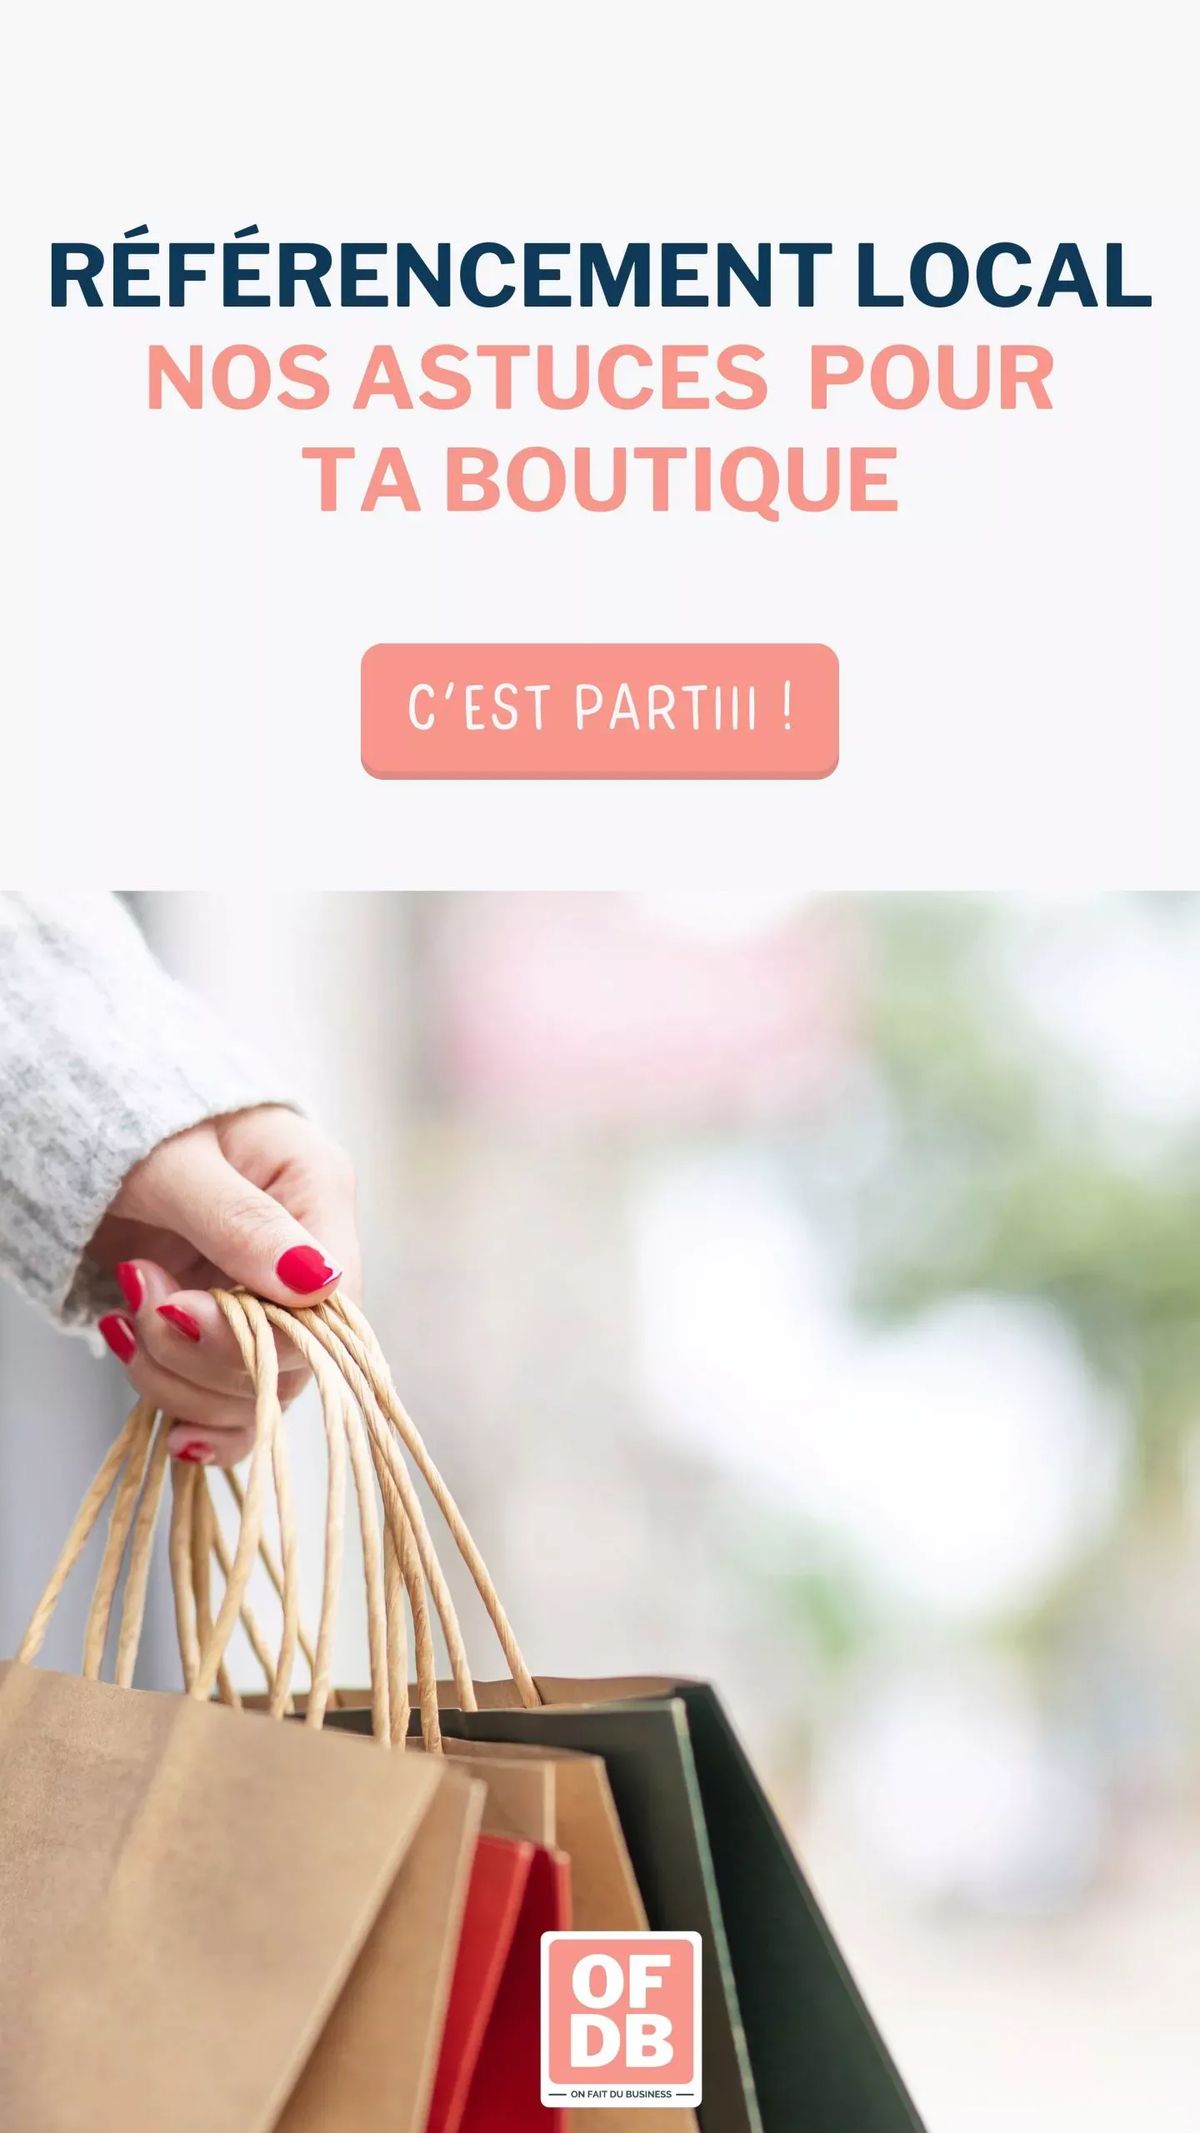 RÉFÉRENCEMENT LOCAL
NOS ASTUCES POUR
TA BOUTIQUE
C'EST PARTIII !
OF
DB
ON FAIT DU BUSINESS